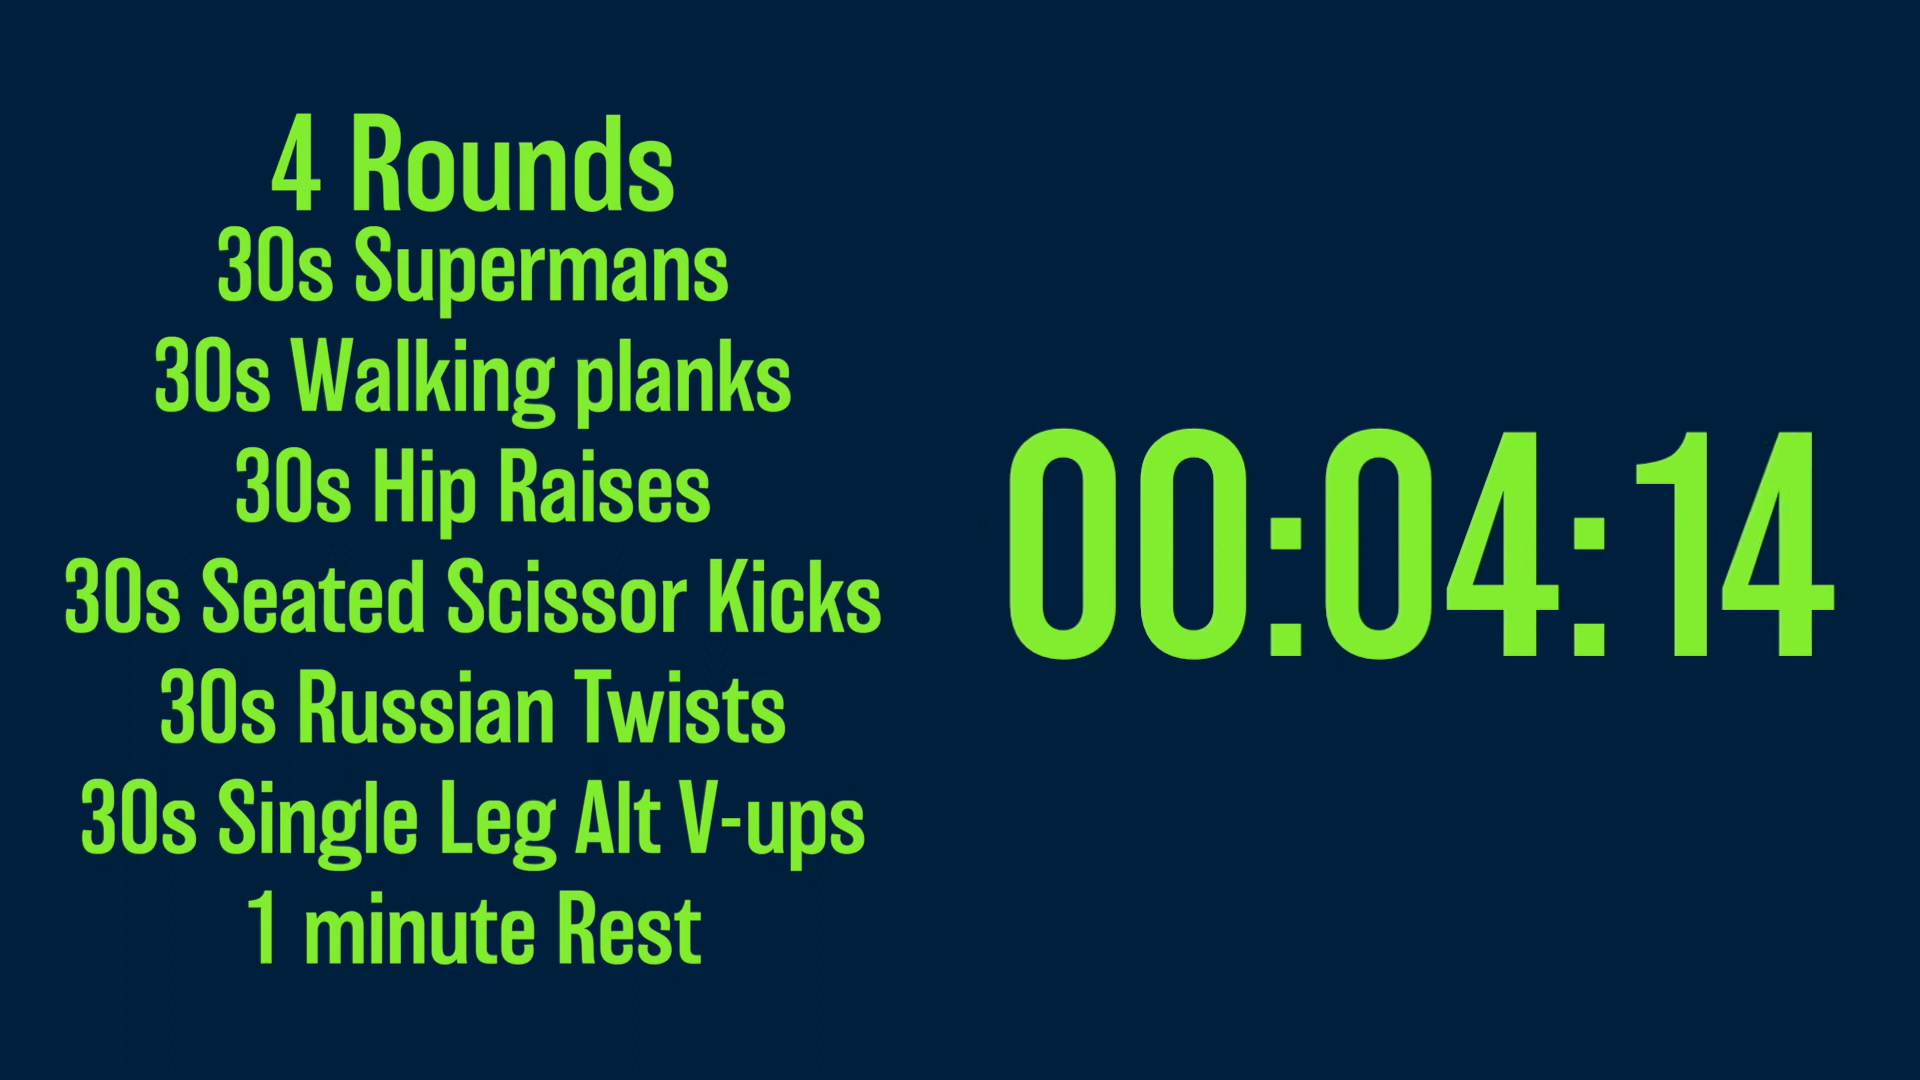 4 Rounds
30s Supermans
30s Walking planks
30s Hip Raises
30s Seated Scissor Kicks
30s Russian Twists
30s Single Leg Alt V-ups
1 minute Rest
00:04:14